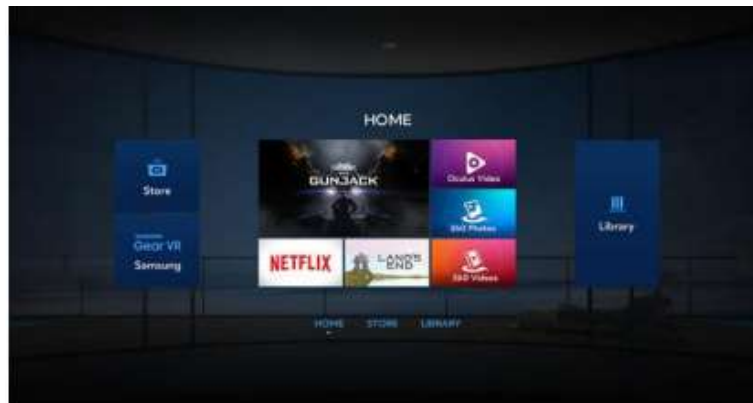 HOME
Store
Gear VR
Samsung
GUNJACK
Oculus Video
360 Photos
NETFLIX
LAND'S
END
360 Videos
Library
HOME STORE LIBRARY